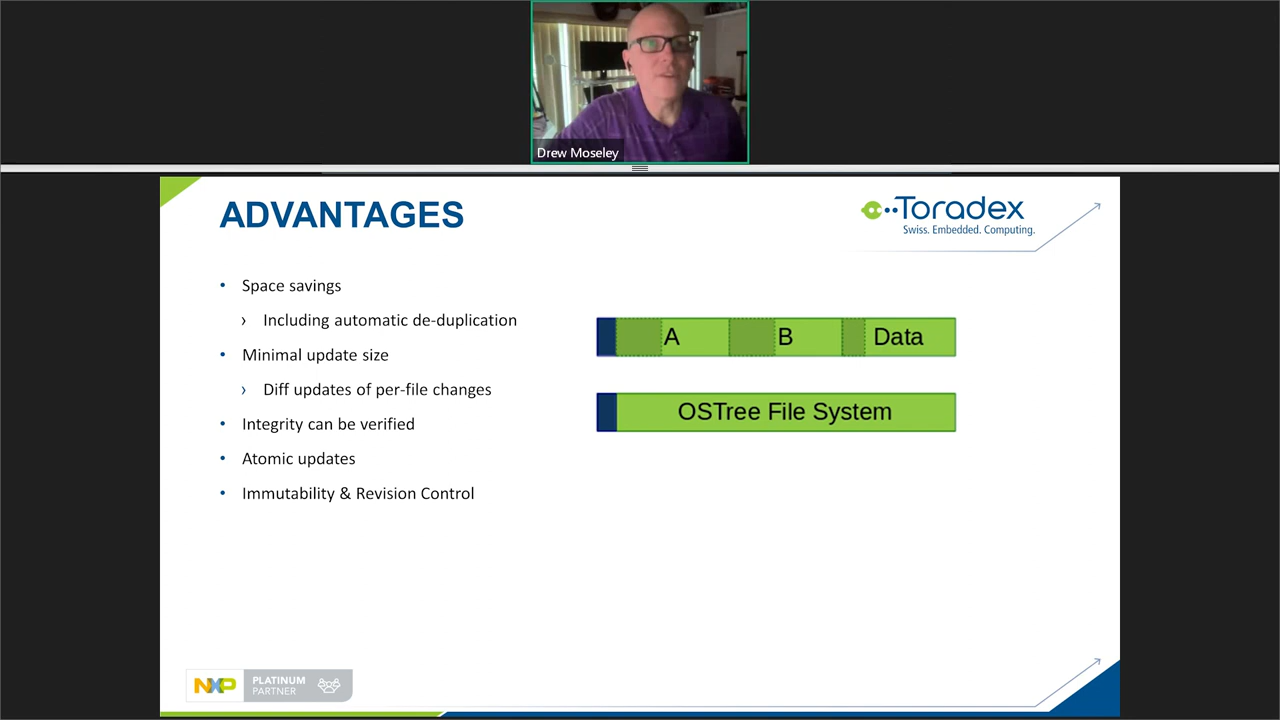 Drew Moseley
ADVANTAGES
Toradex
Swiss. Embedded. Computing.
• Space savings
› Including automatic de-duplication
• Minimal update size
› Diff updates of per-file changes
• Integrity can be verified
• Atomic updates
• Immutability & Revision Control
A B Data
OSTree File System
NXP
PLATINUM
PARTNER